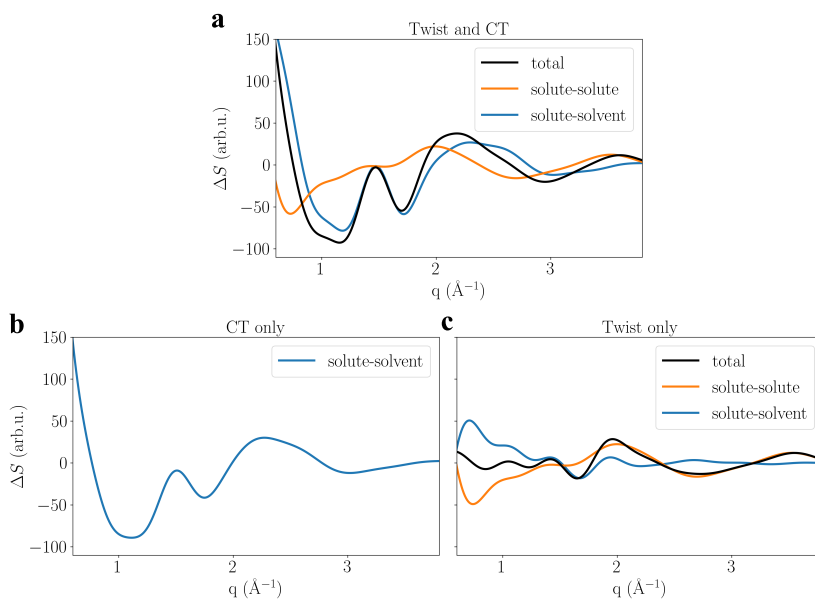 a
Twist and CT
150
100
50
0
−50
−100
ΔS (arb.u.)
total
solute-solute
solute-solvent
1
2
3
q (Å⁻¹)
b
CT only
150
100
50
0
−50
−100
ΔS (arb.u.)
solute-solvent
1
2
3
q (Å⁻¹)
c
Twist only
total
solute-solute
solute-solvent
1
2
3
q (Å⁻¹)